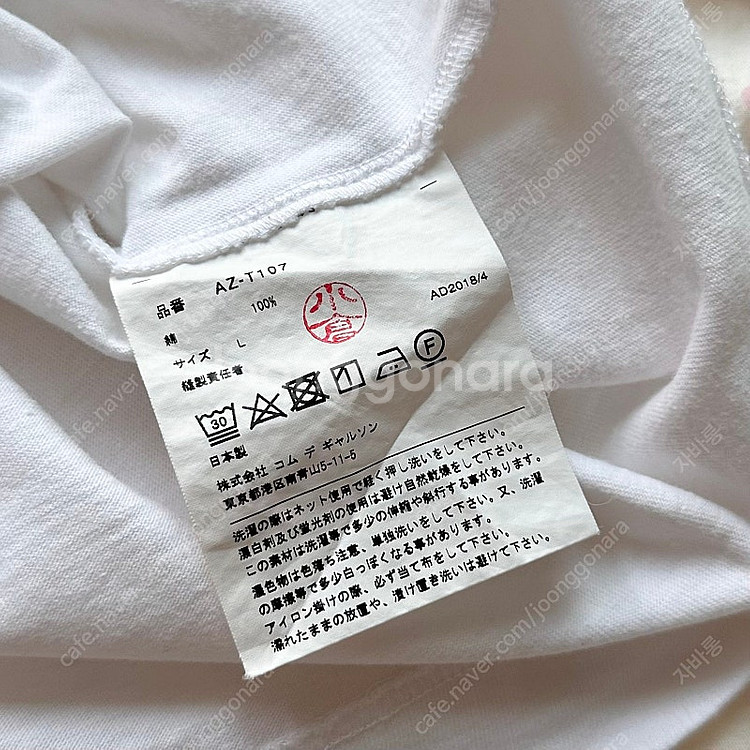 品番 AZ-T107
綿 100%
サイズ L
縫製責任者
小倉
AD2018/4
30
F
日本製
株式会社 コム デ ギャルソン
東京都港区南青山5-11-5
洗濯の際はネット使用で軽く押し洗いをして下さい。
漂白剤及び蛍光剤の使用は避け自然乾燥をして下さい。
この素材は洗濯等で多少の伸縮や斜行する事があります。
濃色物は色落ち注意、単独洗いをして下さい。又、洗濯
の摩擦等で多少白っぽくなる事があります。
アイロン掛けの際、必ず当て布をして下さい。
濡れたままの放置や、漬け置き洗いは避けて下さい。
joonggonara
cafe.naver.com/joonggonara
자바통